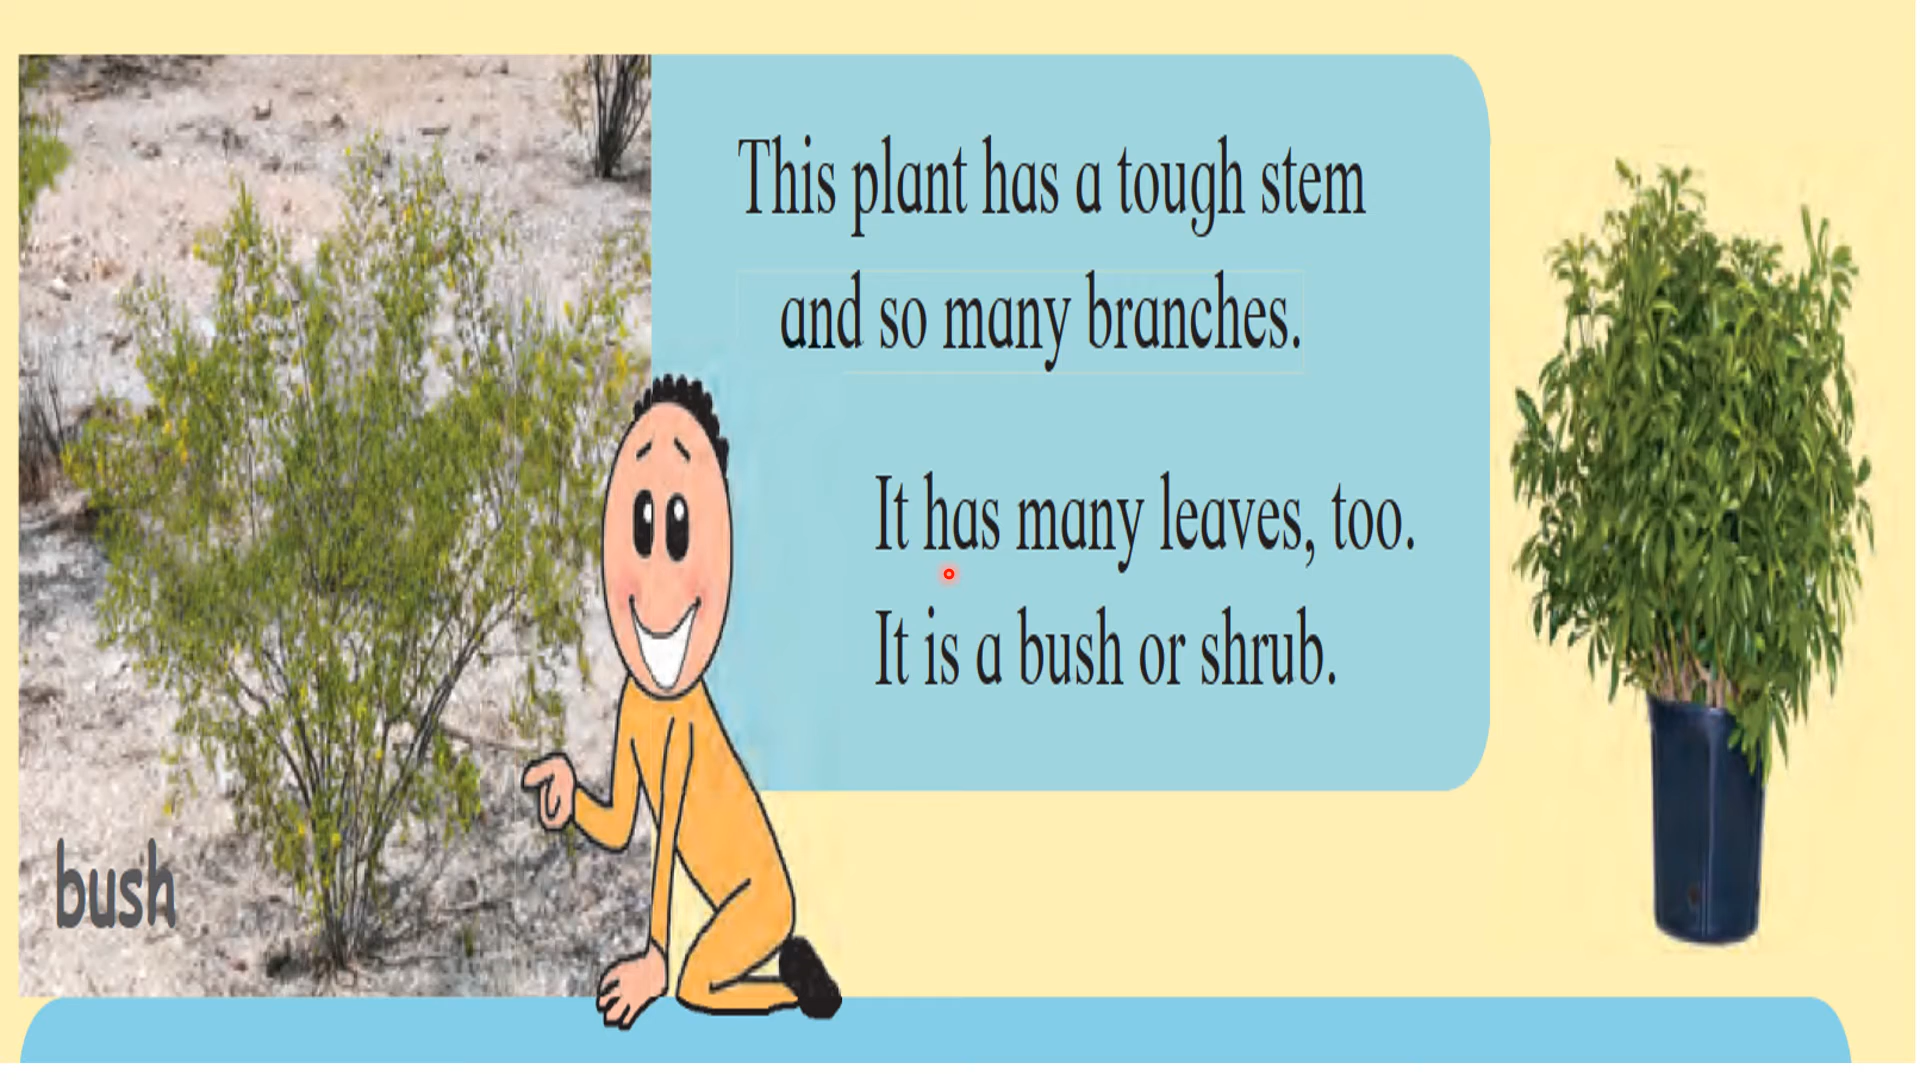 This plant has a tough stem
and so many branches.
It has many leaves, too.
It is a bush or shrub.
bush